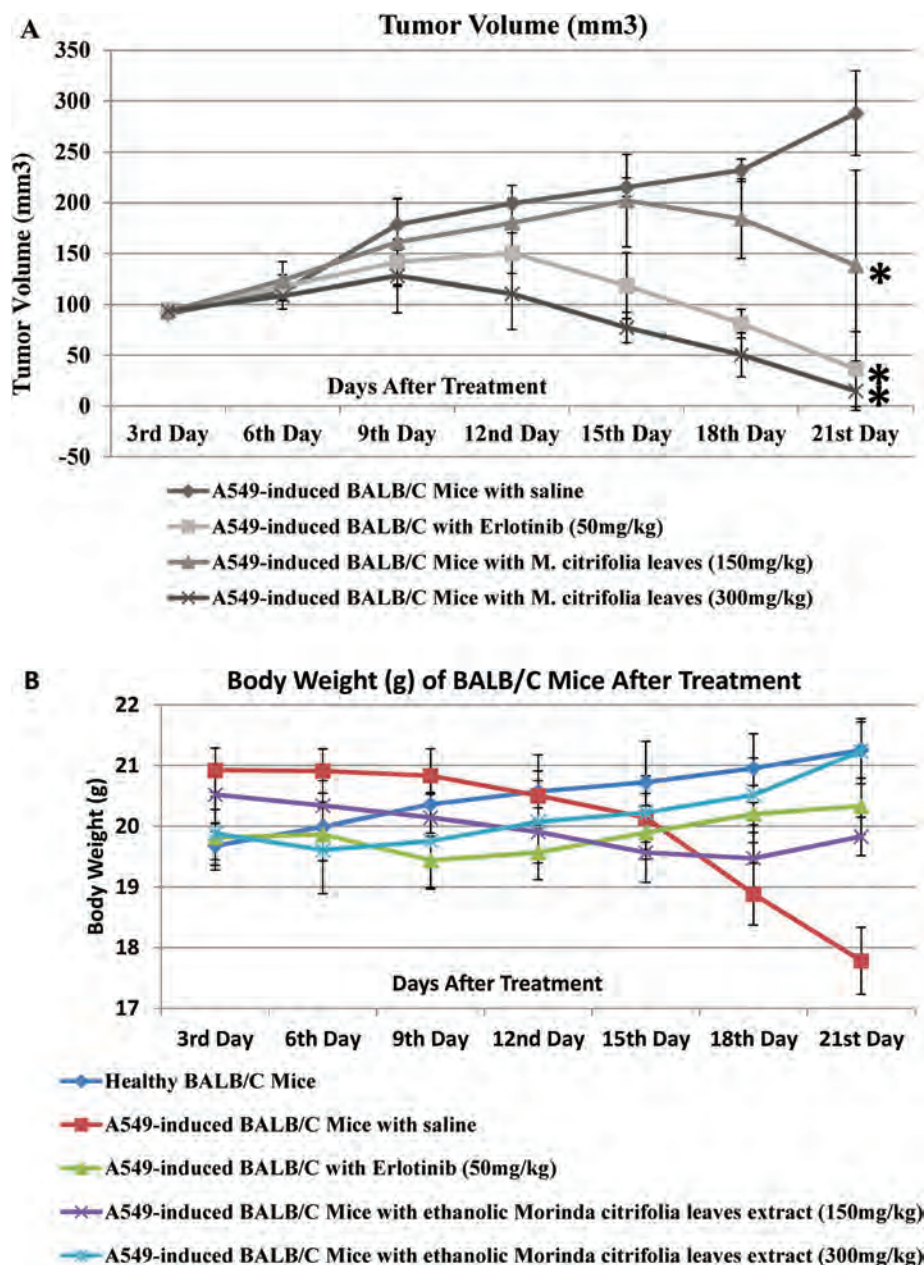 A
Tumor Volume (mm3)
350
300
250
200
150
100
50
0
-50
Tumor Volume (mm3)
*
*
*
Days After Treatment
3rd Day 6th Day 9th Day 12nd Day 15th Day 18th Day 21st Day
A549-induced BALB/C Mice with saline
A549-induced BALB/C with Erlotinib (50mg/kg)
A549-induced BALB/C Mice with M. citrifolia leaves (150mg/kg)
A549-induced BALB/C Mice with M. citrifolia leaves (300mg/kg)
B
Body Weight (g) of BALB/C Mice After Treatment
22
21
20
19
18
17
Body Weight (g)
Days After Treatment
3rd Day 6th Day 9th Day 12nd Day 15th Day 18th Day 21st Day
Healthy BALB/C Mice
A549-induced BALB/C Mice with saline
A549-induced BALB/C with Erlotinib (50mg/kg)
A549-induced BALB/C Mice with ethanolic Morinda citrifolia leaves extract (150mg/kg)
A549-induced BALB/C Mice with ethanolic Morinda citrifolia leaves extract (300mg/kg)